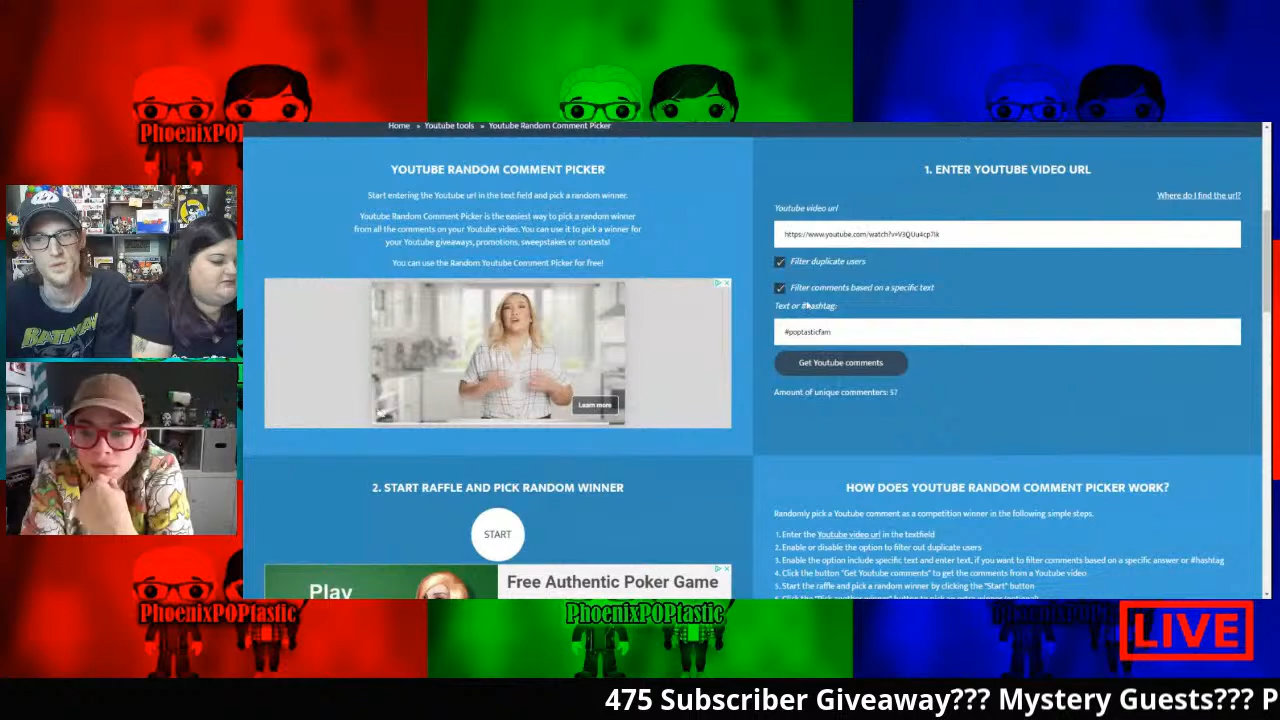 PhoenixPOP
Home » Youtube tools » Youtube Random Comment Picker
YOUTUBE RANDOM COMMENT PICKER
Start entering the Youtube url in the text field and pick a random winner.
Youtube Random Comment Picker is the easiest way to pick a random winner
from all the comments on your Youtube video. You can use it to pick a winner for
your Youtube giveaways, promotions, sweepstakes or contests!
You can use the Random Youtube Comment Picker for free!
Learn more
1. ENTER YOUTUBE VIDEO URL
Where do I find the url?
Youtube video url
https://www.youtube.com/watch?v=V3QUu4cp7Ik
Filter duplicate users
Filter comments based on a specific text
Text or #hashtag:
#poptasticfam
Get Youtube comments
Amount of unique commenters: 57
2. START RAFFLE AND PICK RANDOM WINNER
START
Play
Free Authentic Poker Game
HOW DOES YOUTUBE RANDOM COMMENT PICKER WORK?
Randomly pick a Youtube comment as a competition winner in the following simple steps.
1. Enter the Youtube video url in the textfield
2. Enable or disable the option to filter out duplicate users
3. Enable the option include specific text and enter text, if you want to filter comments based on a specific answer or #hashtag
4. Click the button "Get Youtube comments" to get the comments from a Youtube video
5. Start the raffle and pick a random winner by clicking the "Start" button
PhoenixPOPtastic
PhoenixPOPtastic
PhoenixPOP
LIVE
475 Subscriber Giveaway??? Mystery Guests??? P